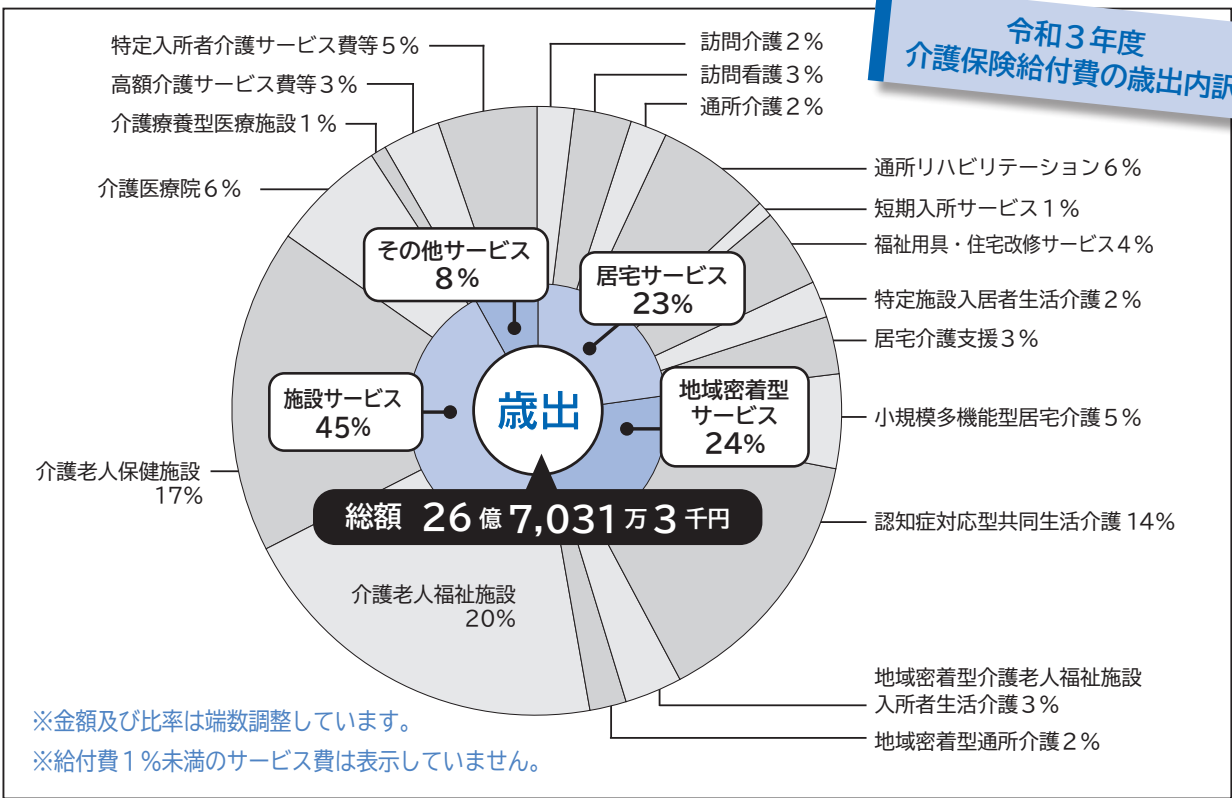 令和３年度
介護保険給付費の歳出内訳
特定入所者介護サービス費等５％
高額介護サービス費等３％
介護療養型医療施設１％
介護医療院６％
介護老人保健施設
17％
介護老人福祉施設
20％
訪問介護２％
訪問看護３％
通所介護２％
通所リハビリテーション６％
短期入所サービス１％
福祉用具・住宅改修サービス４％
特定施設入居者生活介護２％
居宅介護支援３％
小規模多機能型居宅介護５％
認知症対応型共同生活介護 14％
地域密着型介護老人福祉施設
入所者生活介護３％
地域密着型通所介護２％
その他サービス
8％
居宅サービス
23％
施設サービス
45％
地域密着型
サービス
24％
歳出
総額 26億7,031万3千円
※金額及び比率は端数調整しています。
※給付費１％未満のサービス費は表示していません。